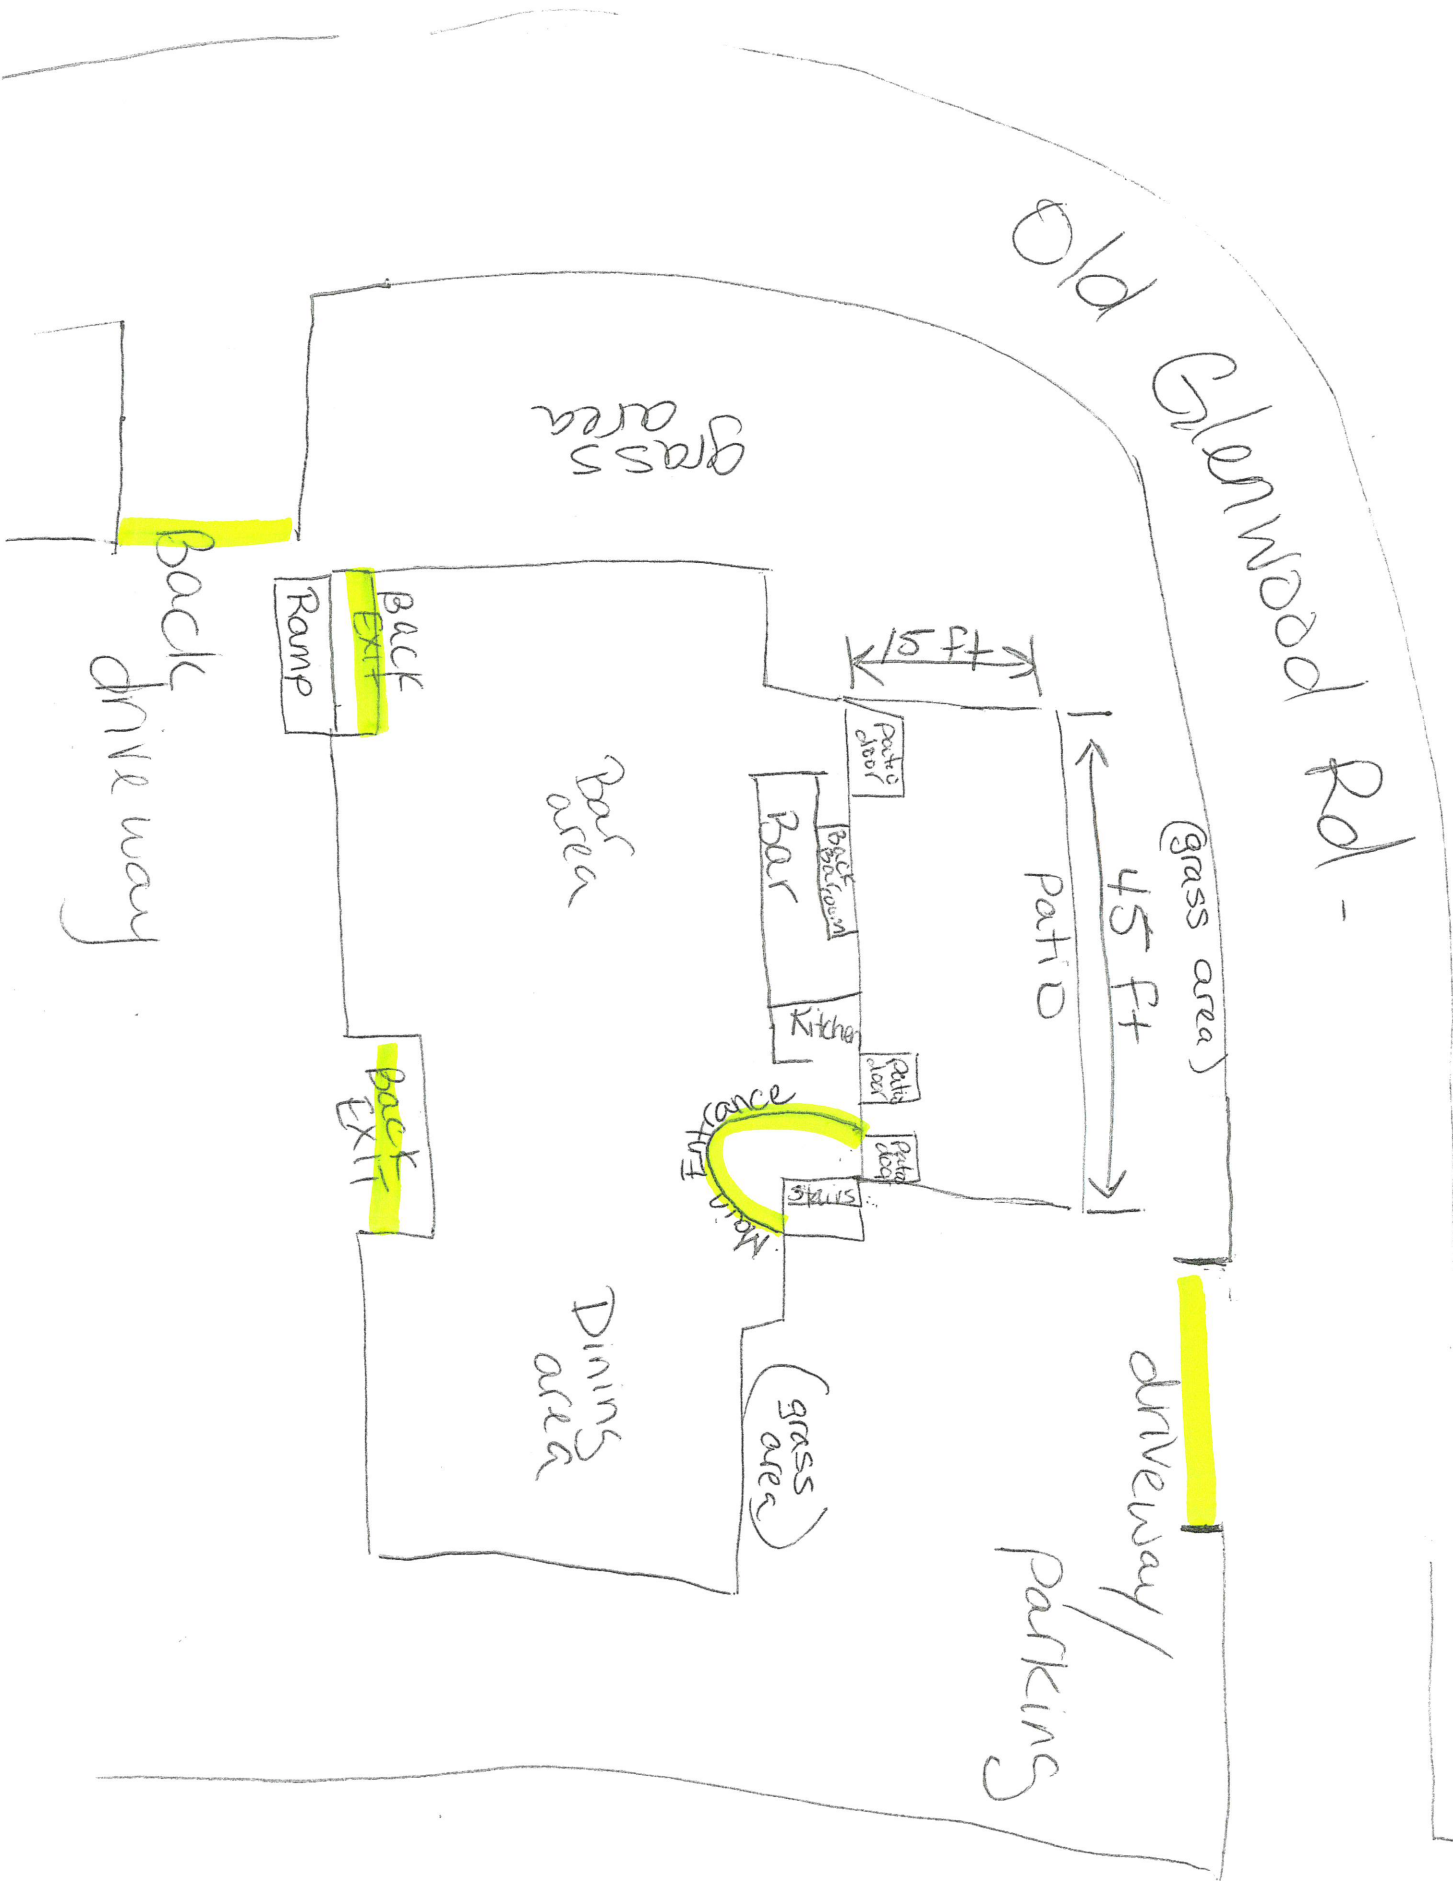 Old Glenwood Rd -
(grass area)
45 ft
15 ft
Patio
driveway/
parking
grass
area
patio
door
Back
Bar
Bar
Kitchen
patio
door
patio
door
stairs
Main Entrance
(grass
area)
Bar
area
Dining
area
Back
Exit
Ramp
Back
Exit
Back
driveway